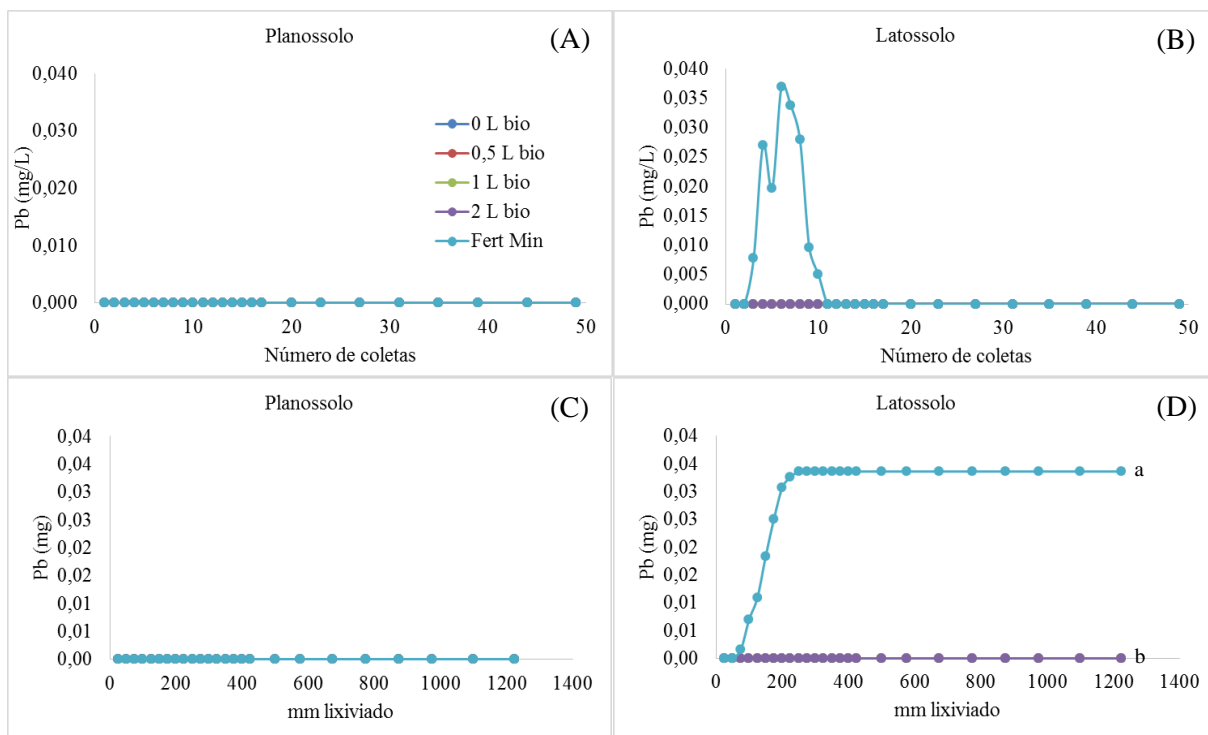 Planossolo
(A)
0,040
0,030
0,020
0,010
0,000
Pb (mg/L)
0 L bio
0,5 L bio
1 L bio
2 L bio
Fert Min
0 10 20 30 40 50
Número de coletas
Latossolo
(B)
0,040
0,035
0,030
0,025
0,020
0,015
0,010
0,005
0,000
Pb (mg/L)
0 10 20 30 40 50
Número de coletas
Planossolo
(C)
0,04
0,04
0,03
0,03
0,02
0,02
0,01
0,01
0,00
Pb (mg)
0 200 400 600 800 1000 1200 1400
mm lixiviado
Latossolo
(D)
0,04
0,04
0,03
0,03
0,02
0,02
0,01
0,01
0,00
Pb (mg)
a
b
0 200 400 600 800 1000 1200 1400
mm lixiviado